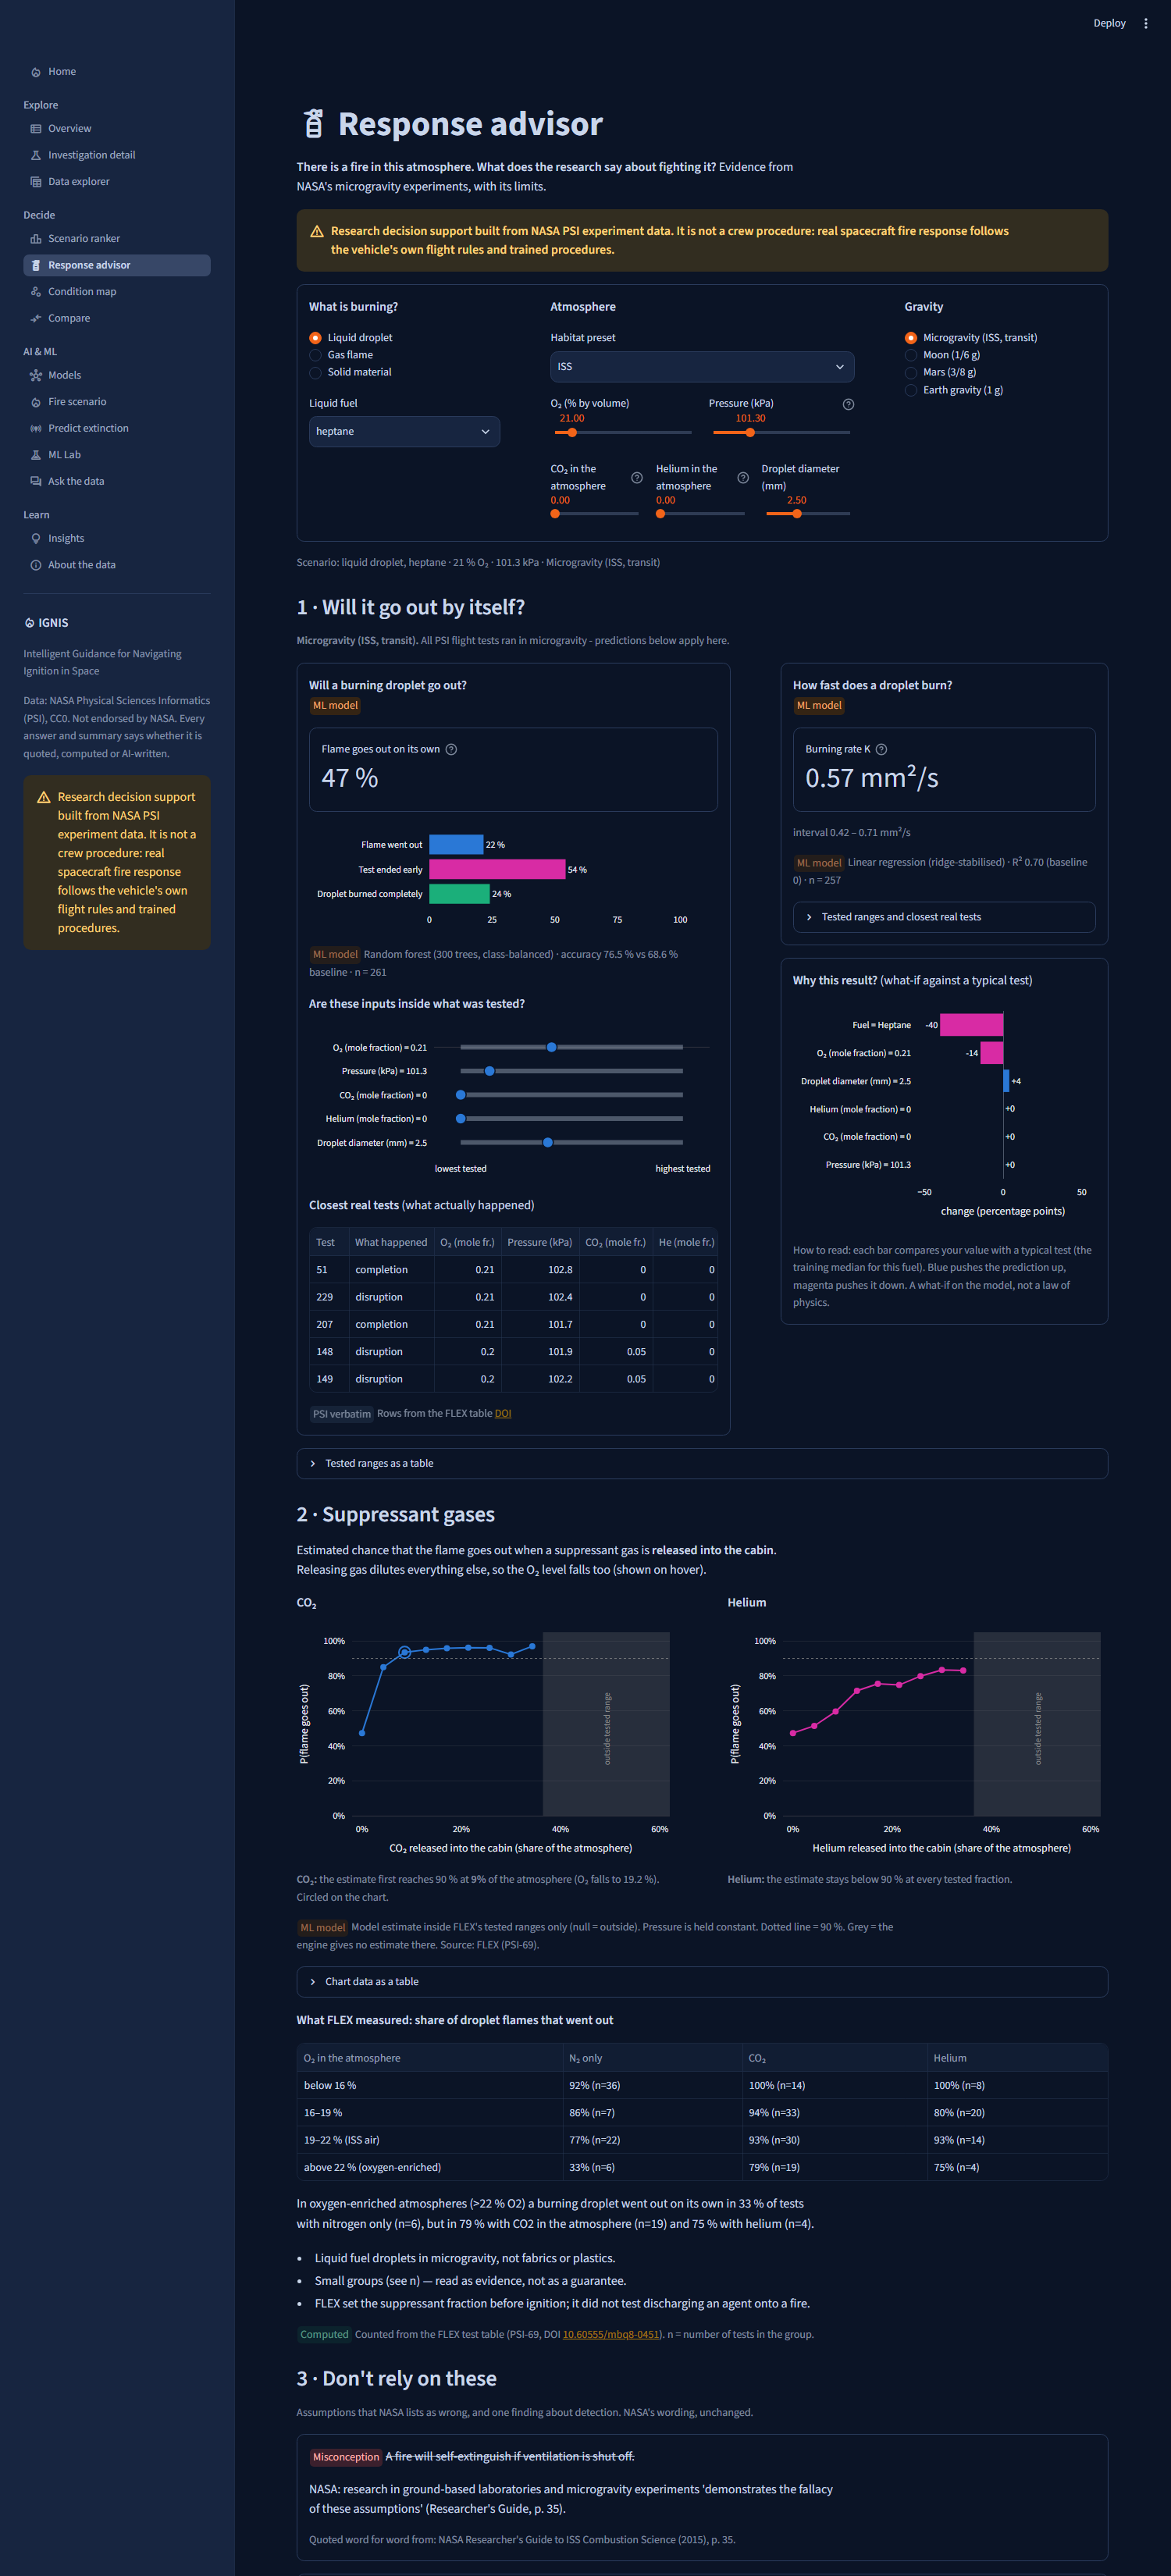 Deploy
Home
Explore
Overview
Investigation detail
Data explorer
Decide
Scenario ranker
Response advisor
Condition map
Compare
AI & ML
Models
Fire scenario
Predict extinction
ML Lab
Ask the data
Learn
Insights
About the data
IGNIS
Intelligent Guidance for Navigating
Ignition in Space
Data: NASA Physical Sciences Informatics
(PSI), CC0. Not endorsed by NASA. Every
answer and summary says whether it is
quoted, computed or AI-written.
Research decision support
built from NASA PSI
experiment data. It is not a
crew procedure: real
spacecraft fire response
follows the vehicle's own
flight rules and trained
procedures.
Response advisor
There is a fire in this atmosphere. What does the research say about fighting it? Evidence from
NASA's microgravity experiments, with its limits.
Research decision support built from NASA PSI experiment data. It is not a crew procedure: real spacecraft fire response follows
the vehicle's own flight rules and trained procedures.
What is burning?
Liquid droplet
Gas flame
Solid material
Liquid fuel
heptane
Atmosphere
Habitat preset
ISS
O₂ (% by volume)
21.00
Pressure (kPa)
101.30
CO₂ in the
atmosphere
0.00
Helium in the
atmosphere
0.00
Droplet diameter
(mm)
2.50
Gravity
Microgravity (ISS, transit)
Moon (1/6 g)
Mars (3/8 g)
Earth gravity (1 g)
Scenario: liquid droplet, heptane · 21 % O₂ · 101.3 kPa · Microgravity (ISS, transit)
1 · Will it go out by itself?
Microgravity (ISS, transit). All PSI flight tests ran in microgravity - predictions below apply here.
Will a burning droplet go out?
ML model
Flame goes out on its own
47 %
Flame went out 22 %
Test ended early 54 %
Droplet burned completely 24 %
0 25 50 75 100
ML model Random forest (300 trees, class-balanced) · accuracy 76.5 % vs 68.6 %
baseline · n = 261
Are these inputs inside what was tested?
O₂ (mole fraction) = 0.21
Pressure (kPa) = 101.3
CO₂ (mole fraction) = 0
Helium (mole fraction) = 0
Droplet diameter (mm) = 2.5
lowest tested highest tested
Closest real tests (what actually happened)
Test What happened O₂ (mole fr.) Pressure (kPa) CO₂ (mole fr.) He (mole fr.)
51 completion 0.21 102.8 0 0
229 disruption 0.21 102.4 0 0
207 completion 0.21 101.7 0 0
148 disruption 0.2 101.9 0.05 0
149 disruption 0.2 102.2 0.05 0
PSI verbatim Rows from the FLEX table DOI
How fast does a droplet burn?
ML model
Burning rate K
0.57 mm²/s
interval 0.42 – 0.71 mm²/s
ML model Linear regression (ridge-stabilised) · R² 0.70 (baseline
0) · n = 257
Tested ranges and closest real tests
Why this result? (what-if against a typical test)
Fuel = Heptane -40
O₂ (mole fraction) = 0.21 -14
Droplet diameter (mm) = 2.5 +4
Helium (mole fraction) = 0 +0
CO₂ (mole fraction) = 0 +0
Pressure (kPa) = 101.3 +0
−50 0 50
change (percentage points)
How to read: each bar compares your value with a typical test (the
training median for this fuel). Blue pushes the prediction up,
magenta pushes it down. A what-if on the model, not a law of
physics.
Tested ranges as a table
2 · Suppressant gases
Estimated chance that the flame goes out when a suppressant gas is released into the cabin.
Releasing gas dilutes everything else, so the O₂ level falls too (shown on hover).
CO₂
100%
80%
60%
40%
20%
0%
P(flame goes out)
outside tested range
0% 20% 40% 60%
CO₂ released into the cabin (share of the atmosphere)
CO₂: the estimate first reaches 90 % at 9% of the atmosphere (O₂ falls to 19.2 %).
Circled on the chart.
Helium
100%
80%
60%
40%
20%
0%
P(flame goes out)
outside tested range
0% 20% 40% 60%
Helium released into the cabin (share of the atmosphere)
Helium: the estimate stays below 90 % at every tested fraction.
ML model Model estimate inside FLEX's tested ranges only (null = outside). Pressure is held constant. Dotted line = 90 %. Grey = the
engine gives no estimate there. Source: FLEX (PSI-69).
Chart data as a table
What FLEX measured: share of droplet flames that went out
O₂ in the atmosphere N₂ only CO₂ Helium
below 16 % 92% (n=36) 100% (n=14) 100% (n=8)
16–19 % 86% (n=7) 94% (n=33) 80% (n=20)
19–22 % (ISS air) 77% (n=22) 93% (n=30) 93% (n=14)
above 22 % (oxygen-enriched) 33% (n=6) 79% (n=19) 75% (n=4)
In oxygen-enriched atmospheres (>22 % O2) a burning droplet went out on its own in 33 % of tests
with nitrogen only (n=6), but in 79 % with CO2 in the atmosphere (n=19) and 75 % with helium (n=4).
• Liquid fuel droplets in microgravity, not fabrics or plastics.
• Small groups (see n) — read as evidence, not as a guarantee.
• FLEX set the suppressant fraction before ignition; it did not test discharging an agent onto a fire.
Computed Counted from the FLEX test table (PSI-69, DOI 10.60555/mbq8-0451). n = number of tests in the group.
3 · Don't rely on these
Assumptions that NASA lists as wrong, and one finding about detection. NASA's wording, unchanged.
Misconception A fire will self-extinguish if ventilation is shut off.
NASA: research in ground-based laboratories and microgravity experiments 'demonstrates the fallacy
of these assumptions' (Researcher's Guide, p. 35).
Quoted word for word from: NASA Researcher's Guide to ISS Combustion Science (2015), p. 35.